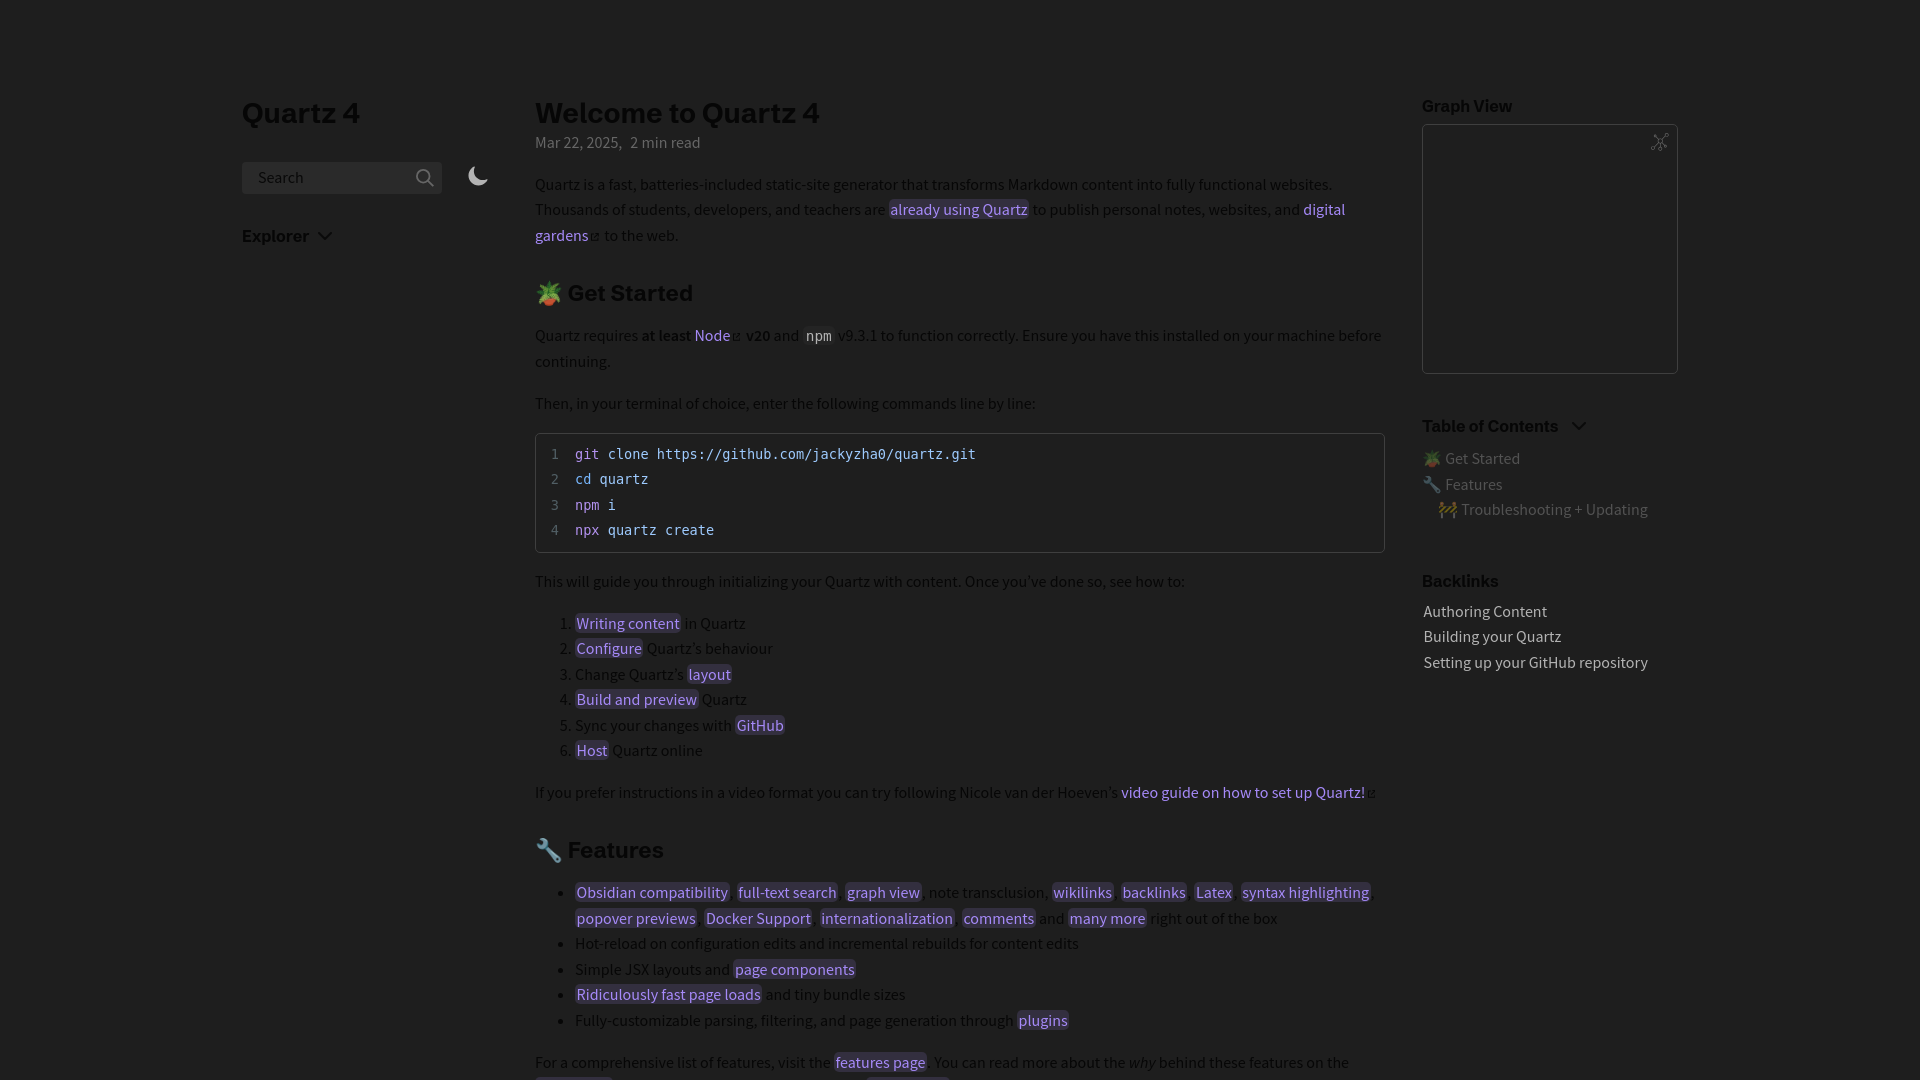 Quartz 4
Search
Explorer
Welcome to Quartz 4
Mar 22, 2025, 2 min read
Quartz is a fast, batteries-included static-site generator that transforms Markdown content into fully functional websites.
Thousands of students, developers, and teachers are already using Quartz to publish personal notes, websites, and digital
gardens to the web.
🪴 Get Started
Quartz requires at least Node v20 and npm v9.3.1 to function correctly. Ensure you have this installed on your machine before
continuing.
Then, in your terminal of choice, enter the following commands line by line:
1 git clone https://github.com/jackyzha0/quartz.git
2 cd quartz
3 npm i
4 npx quartz create
This will guide you through initializing your Quartz with content. Once you’ve done so, see how to:
1. Writing content in Quartz
2. Configure Quartz’s behaviour
3. Change Quartz’s layout
4. Build and preview Quartz
5. Sync your changes with GitHub
6. Host Quartz online
If you prefer instructions in a video format you can try following Nicole van der Hoeven’s video guide on how to set up Quartz!
🔧 Features
• Obsidian compatibility, full-text search, graph view, note transclusion, wikilinks, backlinks, Latex, syntax highlighting,
popover previews, Docker Support, internationalization, comments and many more right out of the box
• Hot-reload on configuration edits and incremental rebuilds for content edits
• Simple JSX layouts and page components
• Ridiculously fast page loads and tiny bundle sizes
• Fully-customizable parsing, filtering, and page generation through plugins
For a comprehensive list of features, visit the features page. You can read more about the why behind these features on the
Graph View
Table of Contents
🪴 Get Started
🔧 Features
🚧 Troubleshooting + Updating
Backlinks
Authoring Content
Building your Quartz
Setting up your GitHub repository